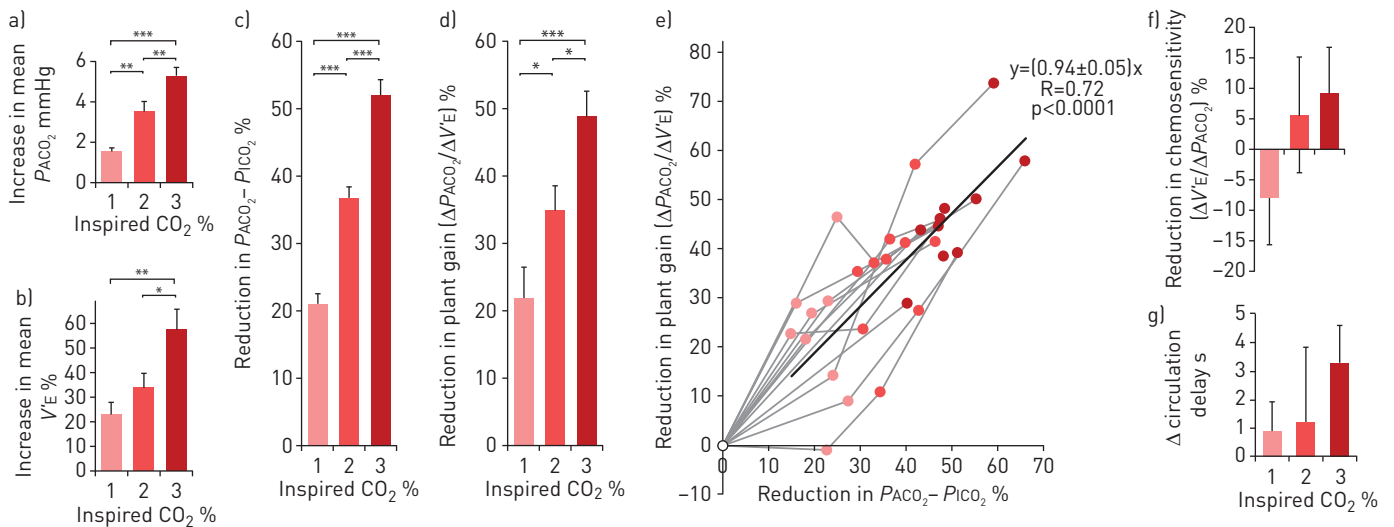 a)
Increase in mean
PACO₂ mmHg
6
4
2
0
***
**
**
1 2 3
Inspired CO₂ %
b)
Increase in mean
V'E %
60
50
40
30
20
10
0
**
*
1 2 3
Inspired CO₂ %
c)
Reduction in PACO₂ – PICO₂ %
60
50
40
30
20
10
0
***
***
***
1 2 3
Inspired CO₂ %
d)
Reduction in plant gain (ΔPACO₂/ΔV'E) %
60
50
40
30
20
10
0
***
*
*
1 2 3
Inspired CO₂ %
e)
Reduction in plant gain (ΔPACO₂/ΔV'E) %
80
70
60
50
40
30
20
10
0
–10
y=(0.94±0.05)x
R=0.72
p<0.0001
0 10 20 30 40 50 60 70
Reduction in PACO₂ – PICO₂ %
f)
Reduction in chemosensitivity
(ΔV'E/ΔPACO₂) %
20
15
10
5
0
–5
–10
–15
–20
g)
Δ circulation
delay s
5
4
3
2
1
0
1 2 3
Inspired CO₂ %